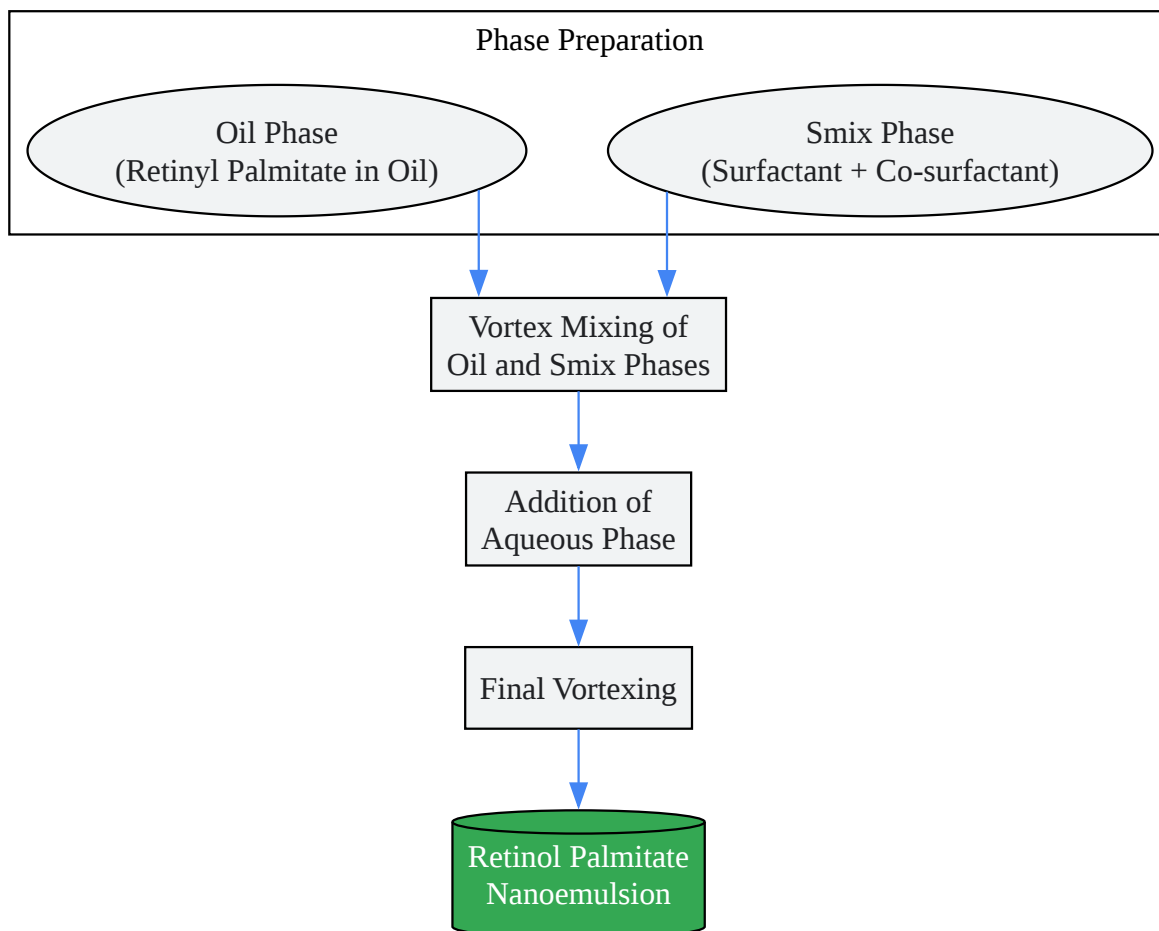 Phase Preparation
Oil Phase
(Retinyl Palmitate in Oil)
Smix Phase
(Surfactant + Co-surfactant)
Vortex Mixing of
Oil and Smix Phases
Addition of
Aqueous Phase
Final Vortexing
Retinol Palmitate
Nanoemulsion